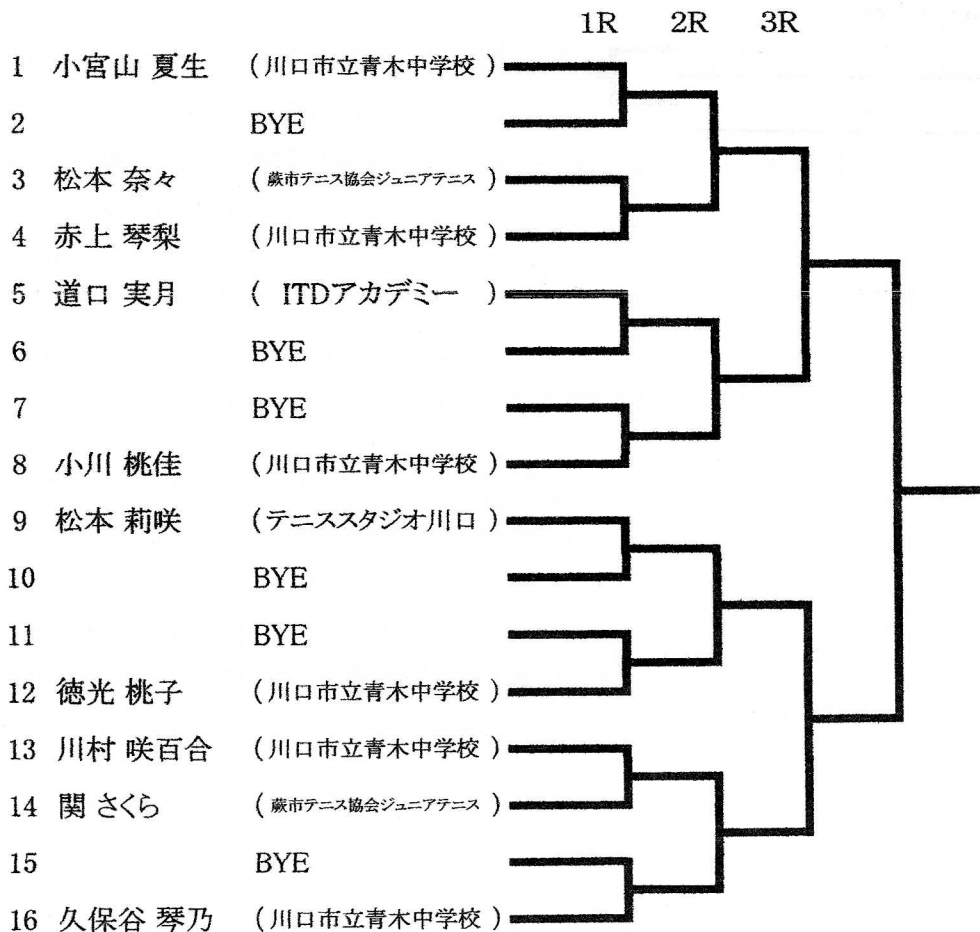 1R 2R 3R
1 小宮山 夏生 (川口市立青木中学校)
2 BYE
3 松本 奈々 (蕨市テニス協会ジュニアテニス)
4 赤上 琴梨 (川口市立青木中学校)
5 道口 実月 ( ITDアカデミー )
6 BYE
7 BYE
8 小川 桃佳 (川口市立青木中学校)
9 松本 莉咲 (テニススタジオ川口)
10 BYE
11 BYE
12 徳光 桃子 (川口市立青木中学校)
13 川村 咲百合 (川口市立青木中学校)
14 関 さくら (蕨市テニス協会ジュニアテニス)
15 BYE
16 久保谷 琴乃 (川口市立青木中学校)